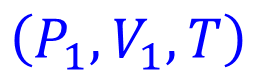 (P₁, V₁, T)